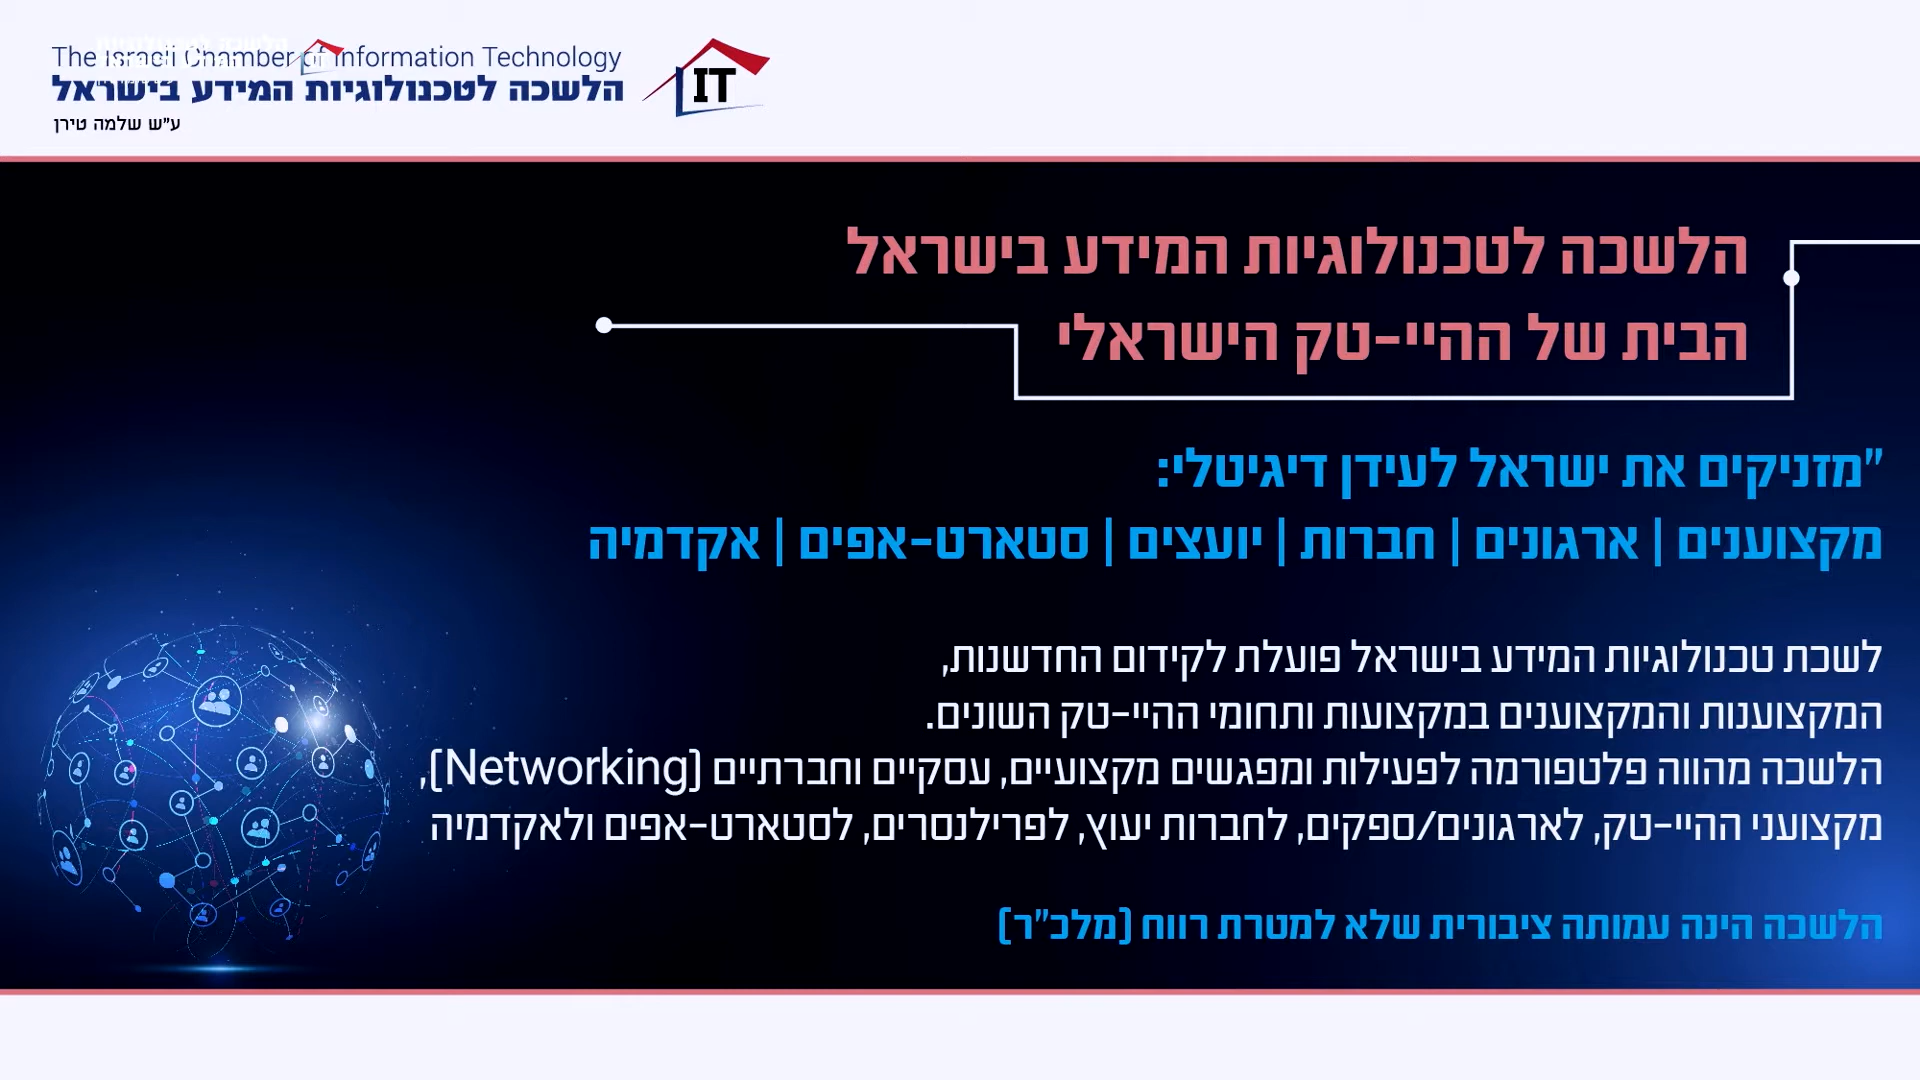 The Israeli Chamber of Information Technology
הלשכה לטכנולוגיות המידע בישראל
ע"ש שלמה טירן
IT
הלשכה לטכנולוגיות המידע בישראל
הבית של ההיי-טק הישראלי
"מזניקים את ישראל לעידן דיגיטלי:
מקצוענים | ארגונים | חברות | יועצים | סטארט-אפים | אקדמיה
לשכת טכנולוגיות המידע בישראל פועלת לקידום החדשנות,
המקצוענות והמקצוענים במקצועות ותחומי ההיי-טק השונים.
הלשכה מהווה פלטפורמה לפעילות ומפגשים מקצועיים, עסקיים וחברתיים (Networking),
מקצועני ההיי-טק, לארגונים/ספקים, לחברות יעוץ, לפרילנסרים, לסטארט-אפים ולאקדמיה
הלשכה הינה עמותה ציבורית שלא למטרת רווח (מלכ"ר)